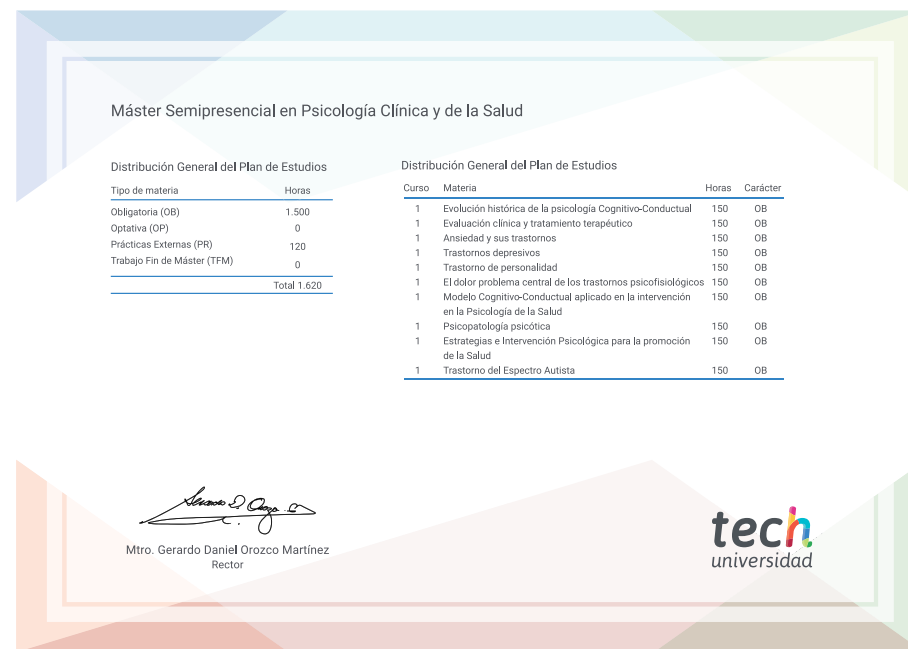 Máster Semipresencial en Psicología Clínica y de la Salud
Distribución General del Plan de Estudios
Tipo de materia Horas
Obligatoria (OB) 1.500
Optativa (OP) 0
Prácticas Externas (PR) 120
Trabajo Fin de Máster (TFM) 0
Total 1.620
Distribución General del Plan de Estudios
Curso Materia Horas Carácter
1 Evolución histórica de la psicología Cognitivo-Conductual 150 OB
1 Evaluación clínica y tratamiento terapéutico 150 OB
1 Ansiedad y sus trastornos 150 OB
1 Trastornos depresivos 150 OB
1 Trastorno de personalidad 150 OB
1 El dolor problema central de los trastornos psicofisiológicos 150 OB
1 Modelo Cognitivo-Conductual aplicado en la intervención 150 OB
en la Psicología de la Salud
1 Psicopatología psicótica 150 OB
1 Estrategias e Intervención Psicológica para la promoción 150 OB
de la Salud
1 Trastorno del Espectro Autista 150 OB
Mtro. Gerardo Daniel Orozco Martínez
Rector
tech
universidad